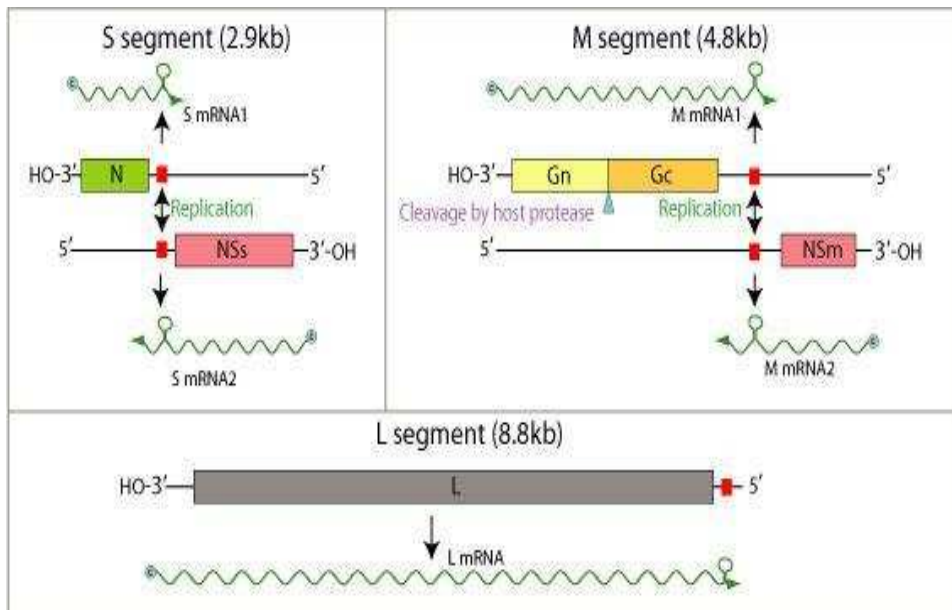 S segment (2.9kb)
S mRNA1
HO-3' N 5'
Replication
5' NSs 3'-OH
S mRNA2
M segment (4.8kb)
M mRNA1
HO-3' Gn Gc 5'
Cleavage by host protease Replication
5' NSm 3'-OH
M mRNA2
L segment (8.8kb)
HO-3' L 5'
L mRNA